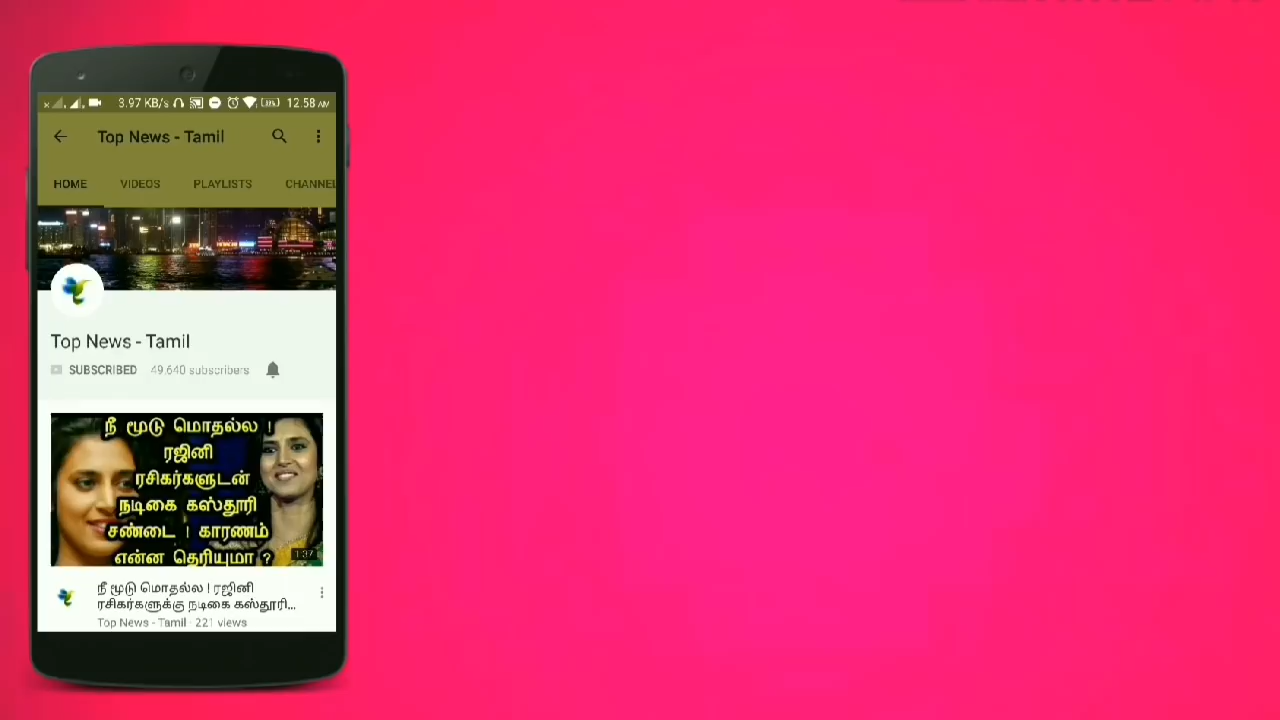 3.97 KB/s 12:58 AM
Top News - Tamil
HOME VIDEOS PLAYLISTS CHANNEL
Top News - Tamil
SUBSCRIBED 49,640 subscribers
நீ மூடு மொதல்ல !
ரஜினி
ரசிகர்களுடன்
நடிகை கஸ்தூரி
சண்டை ! காரணம்
என்ன தெரியுமா ?
1:37
நீ மூடு மொதல்ல ! ரஜினி
ரசிகர்களுக்கு நடிகை கஸ்தூரி...
Top News - Tamil · 221 views